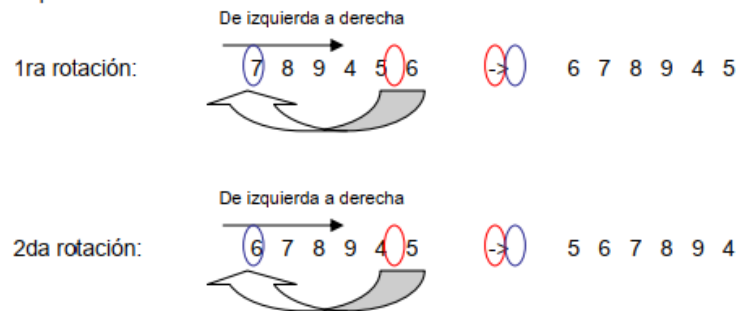 De izquierda a derecha
1ra rotación: 7 8 9 4 5 6 -> 6 7 8 9 4 5
De izquierda a derecha
2da rotación: 6 7 8 9 4 5 -> 5 6 7 8 9 4